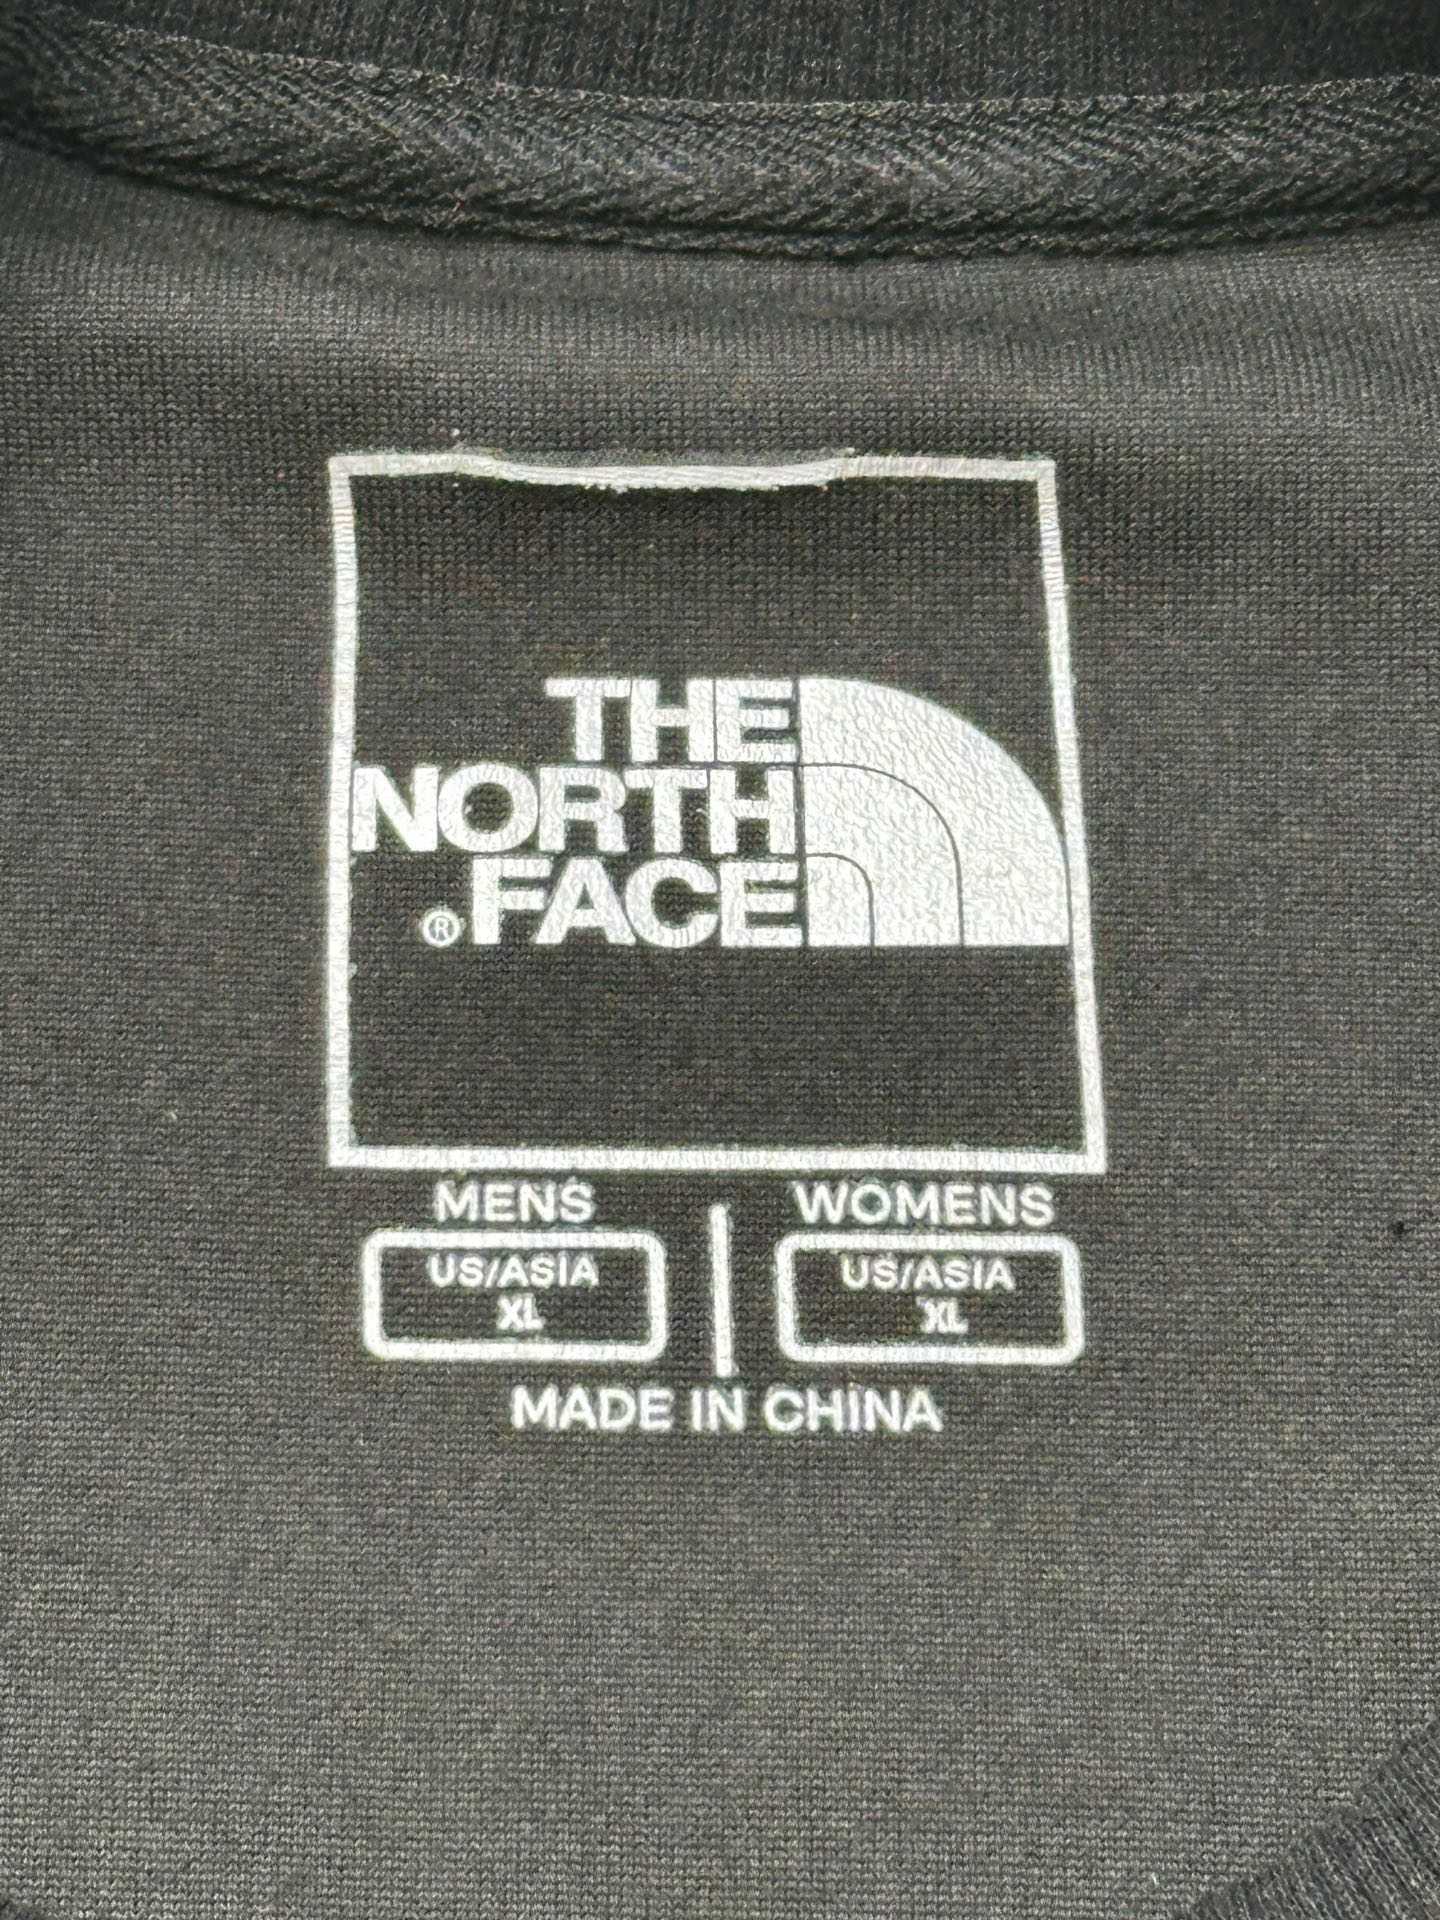 THE
NORTH
® FACE
MENS | WOMENS
US/ASIA US/ASIA
XL XL
MADE IN CHINA